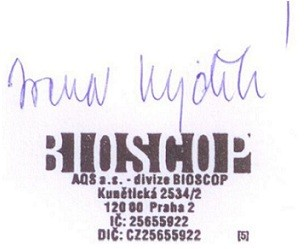 BIOSCOP
AQS a.s. - divize BIOSCOP
Kunětická 2534/2
120 00 Praha 2
IČ: 25655922
DIČ: CZ25655922 [5]